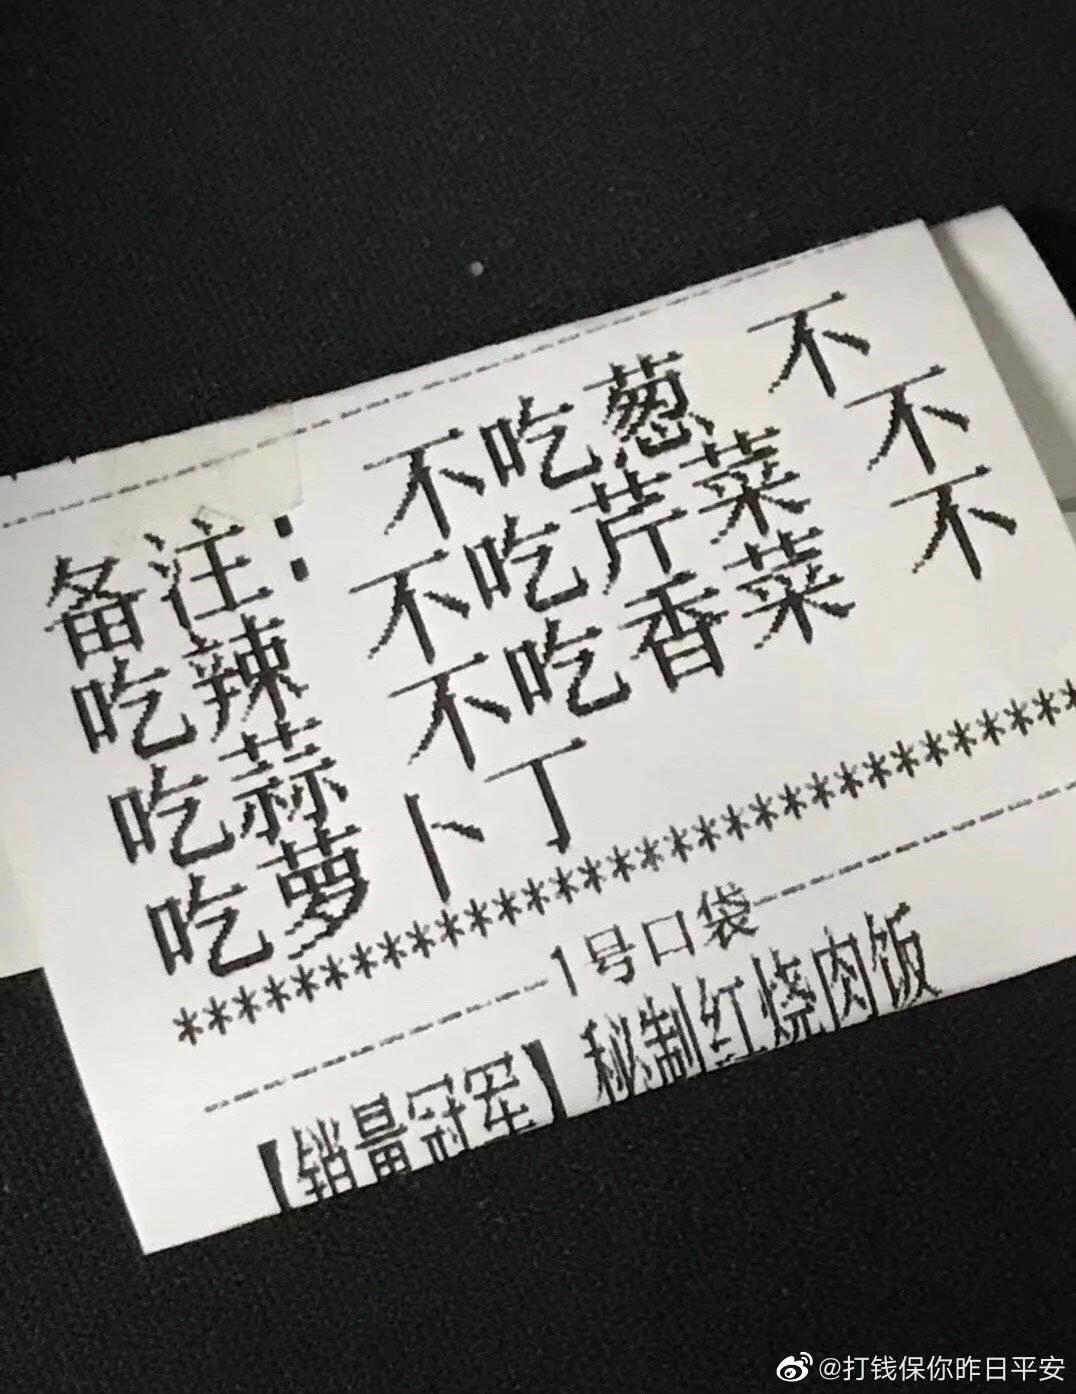 备注: 不吃葱 不
吃辣 不吃芹菜 不
吃蒜 不吃香菜 不
吃萝卜丁
********************************
1号口袋
【销量冠军】秘制红烧肉饭
@打钱保你昨日平安